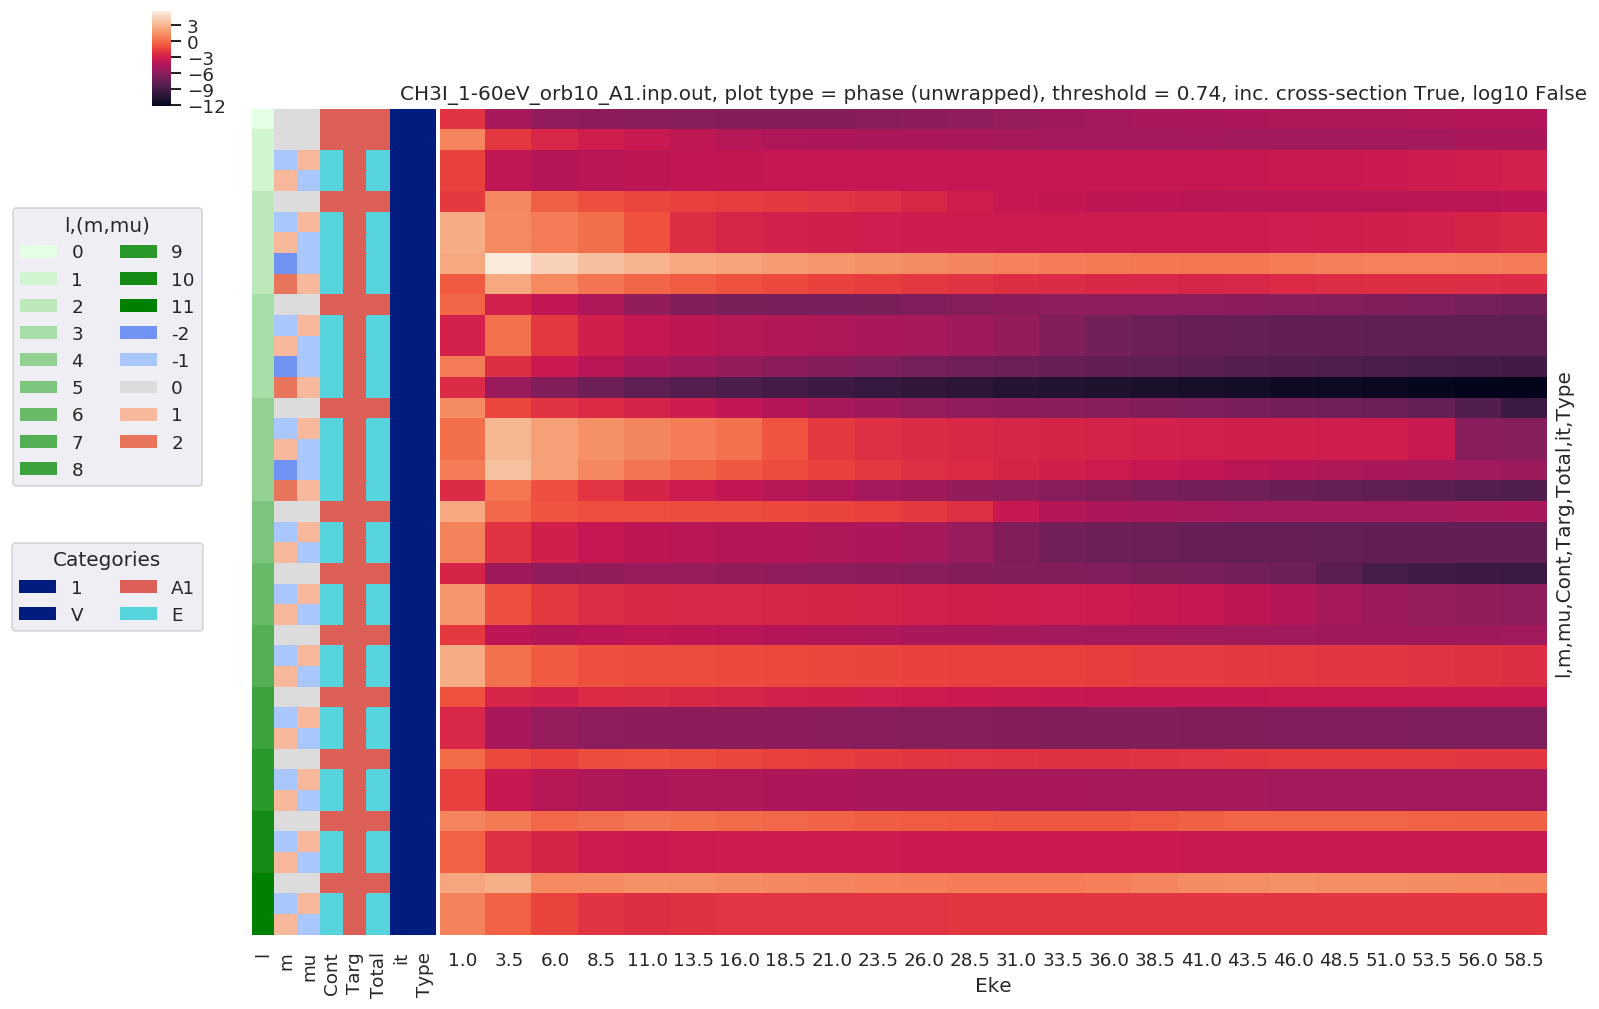 3
0
−3
−6
−9
−12
CH3I_1-60eV_orb10_A1.inp.out, plot type = phase (unwrapped), threshold = 0.74, inc. cross-section True, log10 False
l,(m,mu)
0 9
1 10
2 11
3 -2
4 -1
5 0
6 1
7 2
8
Categories
1 A1
V E
l,m,mu,Cont,Targ,Total,it,Type
l m mu Cont Targ Total it Type
1.0 3.5 6.0 8.5 11.0 13.5 16.0 18.5 21.0 23.5 26.0 28.5 31.0 33.5 36.0 38.5 41.0 43.5 46.0 48.5 51.0 53.5 56.0 58.5
Eke